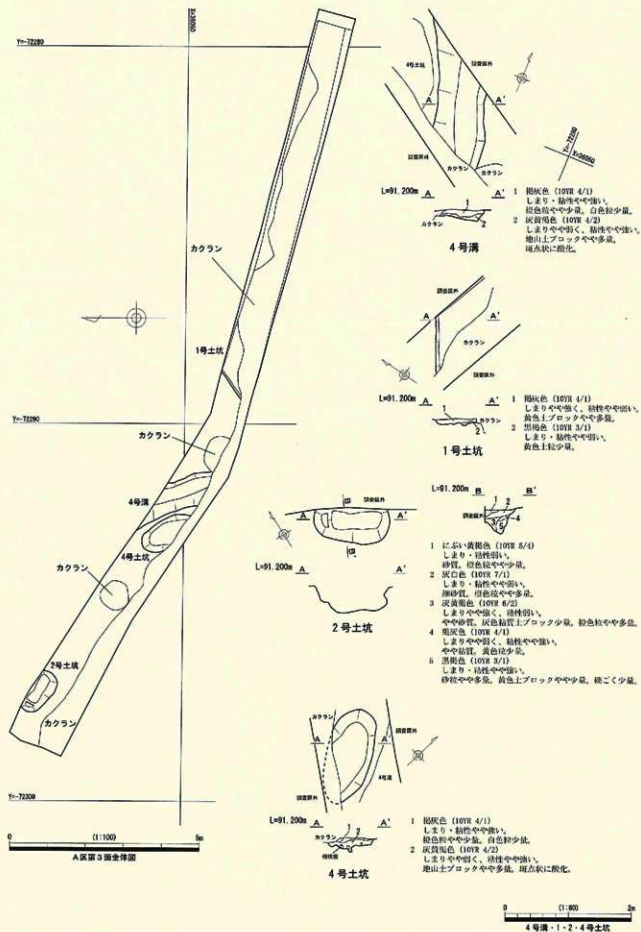 Y=-72280
X=36060
カクラン
1号土坑
Y=-72290
カクラン
4号溝
4号土坑
カクラン
2号土坑
カクラン
Y=-72300
0 (1:100) 5m
A区第3面全体図
4号土坑
調査区外
A A'
調査区外
カクラン カクラン
Y=-72290
X=36060
L=91.200m A A'
1
カクラン 2
4号溝
1 褐灰色 (10YR 4/1)
しまり・粘性やや強い。
橙色粒やや少量。白色粒少量。
2 灰黄褐色 (10YR 4/2)
しまりやや弱く、粘性やや強い。
地山土ブロックやや多量。
斑点状に酸化。
調査区外
A A'
カクラン
調査区外
L=91.200m A A'
1 カクラン
2
1号土坑
1 褐灰色 (10YR 4/1)
しまりやや強く、粘性やや弱い。
黄色土ブロックやや多量。
2 黒褐色 (10YR 3/1)
しまり・粘性やや弱い。
黄色土粒少量。
B 調査区外
A A'
B'
L=91.200m A A'
2号土坑
L=91.200m B B'
1 2
調査区外 4
3 5
1 にぶい黄褐色 (10YR 5/4)
しまり・粘性弱い。
砂質。橙色粒やや少量。
2 灰白色 (10YR 7/1)
しまり・粘性やや弱い。
細砂質。橙色粒やや多量。
3 灰黄褐色 (10YR 6/2)
しまりやや強く、粘性弱い。
やや砂質。灰色粘質土ブロック少量。橙色粒やや多量。
4 褐灰色 (10YR 4/1)
しまりやや弱く、粘性やや強い。
やや粘質。黄色粒少量。
5 黒褐色 (10YR 3/1)
しまり・粘性やや強い。
砂粒やや多量。黄色土ブロックやや少量。礫ごく少量。
カクラン
調査区外
A A'
4号溝
調査区外
L=91.200m A A'
カクラン 1 2
4号土坑
1 褐灰色 (10YR 4/1)
しまり・粘性やや強い。
橙色粒やや少量。白色粒少量。
2 灰黄褐色 (10YR 4/2)
しまりやや弱く、粘性やや強い。
地山土ブロックやや多量。斑点状に酸化。
0 (1:60) 2m
4号溝・1・2・4号土坑